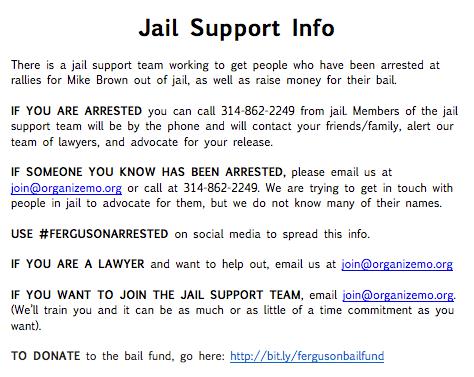 Jail Support Info
There is a jail support team working to get people who have been arrested at
rallies for Mike Brown out of jail, as well as raise money for their bail.
IF YOU ARE ARRESTED you can call 314-862-2249 from jail. Members of the jail
support team will be by the phone and will contact your friends/family, alert our
team of lawyers, and advocate for your release.
IF SOMEONE YOU KNOW HAS BEEN ARRESTED, please email us at
join@organizemo.org or call at 314-862-2249. We are trying to get in touch with
people in jail to advocate for them, but we do not know many of their names.
USE #FERGUSONARRESTED on social media to spread this info.
IF YOU ARE A LAWYER and want to help out, email us at join@organizemo.org
IF YOU WANT TO JOIN THE JAIL SUPPORT TEAM, email join@organizemo.org.
(We'll train you and it can be as much or as little of a time commitment as you
want).
TO DONATE to the bail fund, go here: http://bit.ly/fergusonbailfund